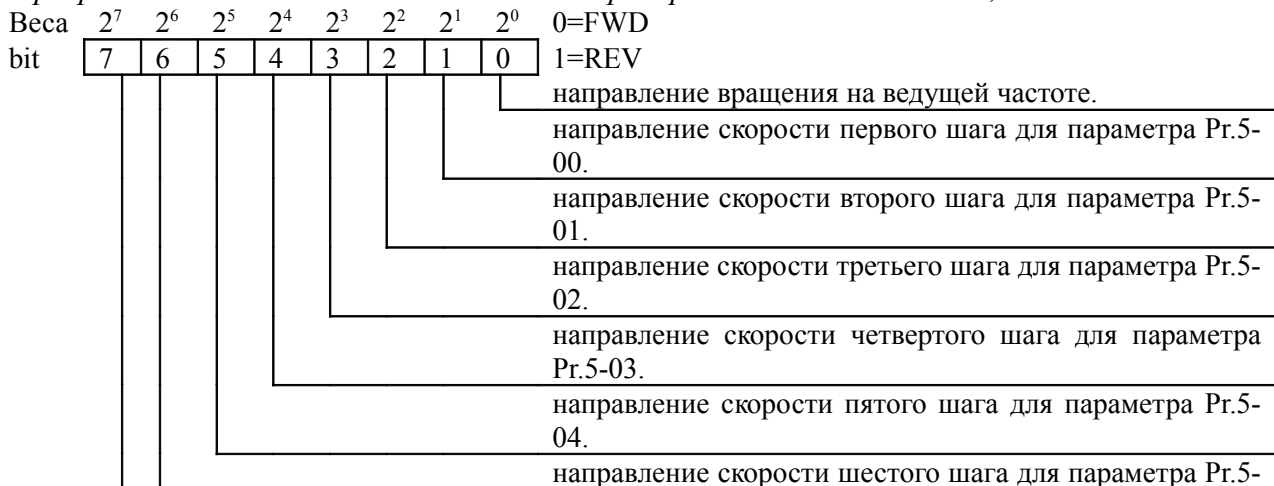 Веса 2⁷ 2⁶ 2⁵ 2⁴ 2³ 2² 2¹ 2⁰ 0=FWD
bit 7 6 5 4 3 2 1 0 1=REV
направление вращения на ведущей частоте.
направление скорости первого шага для параметра Pr.5-
00.
направление скорости второго шага для параметра Pr.5-
01.
направление скорости третьего шага для параметра Pr.5-
02.
направление скорости четвертого шага для параметра
Pr.5-03.
направление скорости пятого шага для параметра Pr.5-
04.
направление скорости шестого шага для параметра Pr.5-